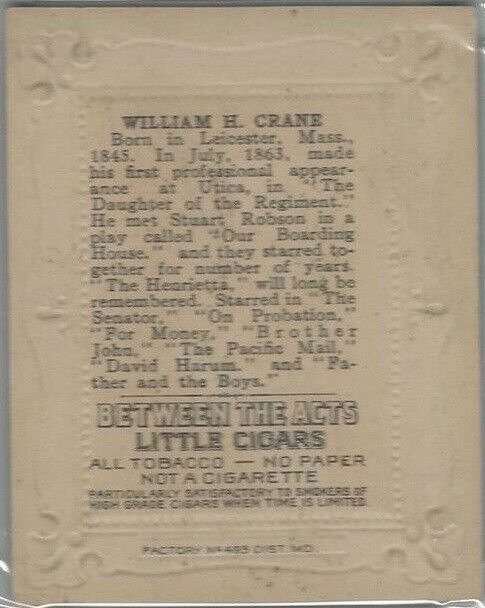 WILLIAM H. CRANE
Born in Leicester, Mass.,
1845. In July, 1863, made
his first professional appear-
ance at Utica, in "The
Daughter of the Regiment."
He met Stuart Robson in a
play called "Our Boarding
House." and they starred to-
gether for number of years.
"The Henrietta," will long be
remembered. Starred in "The
Senator," "On Probation,"
"For Money," "Brother
John," "The Pacific Mail,"
"David Harum." and "Fa-
ther and the Boys."
BETWEEN THE ACTS
LITTLE CIGARS
ALL TOBACCO — NO PAPER
NOT A CIGARETTE
PARTICULARLY SATISFACTORY TO SMOKERS OF
HIGH GRADE CIGARS WHEN TIME IS LIMITED.
FACTORY Nº 493 DIST. MO.